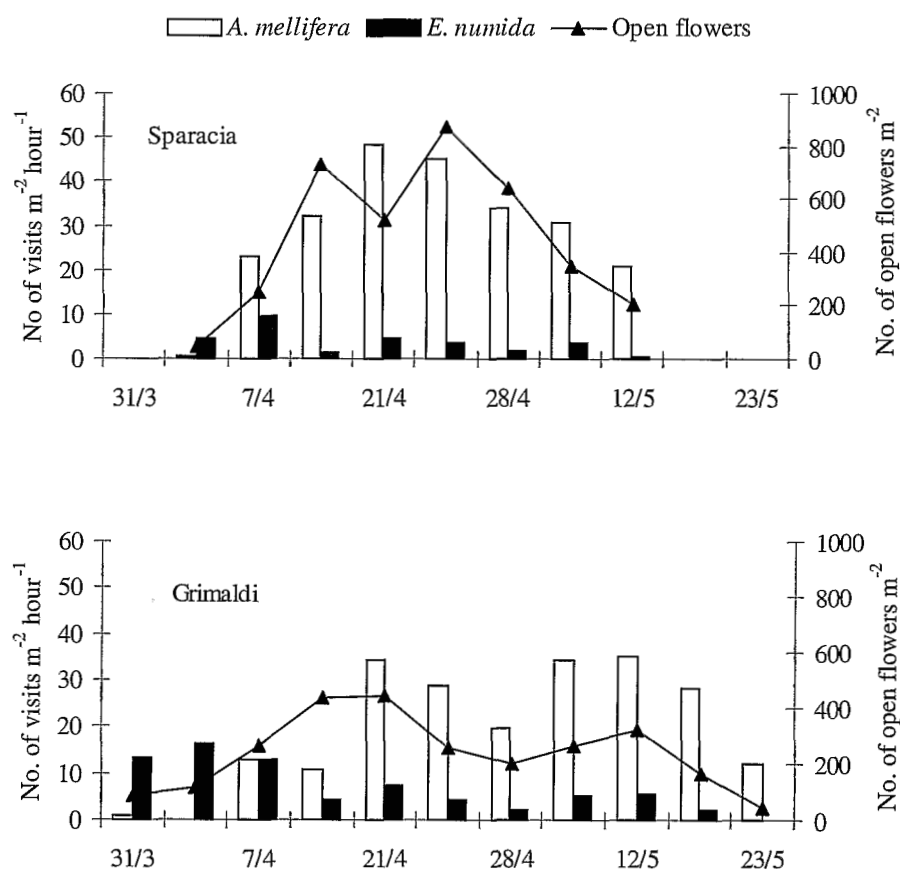 A. mellifera E. numida Open flowers
60
50
40
30
20
10
0
No of visits m-2 hour-1
Sparacia
1000
800
600
400
200
0
No. of open flowers m-2
31/3 7/4 21/4 28/4 12/5 23/5
60
50
40
30
20
10
0
No. of visits m-2 hour-1
Grimaldi
1000
800
600
400
200
0
No. of open flowers m-2
31/3 7/4 21/4 28/4 12/5 23/5